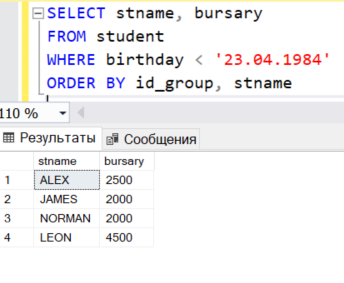 SELECT stname, bursary
FROM student
WHERE birthday < '23.04.1984'
ORDER BY id_group, stname
110 %
Результаты Сообщения
stname bursary
1 ALEX 2500
2 JAMES 2000
3 NORMAN 2000
4 LEON 4500